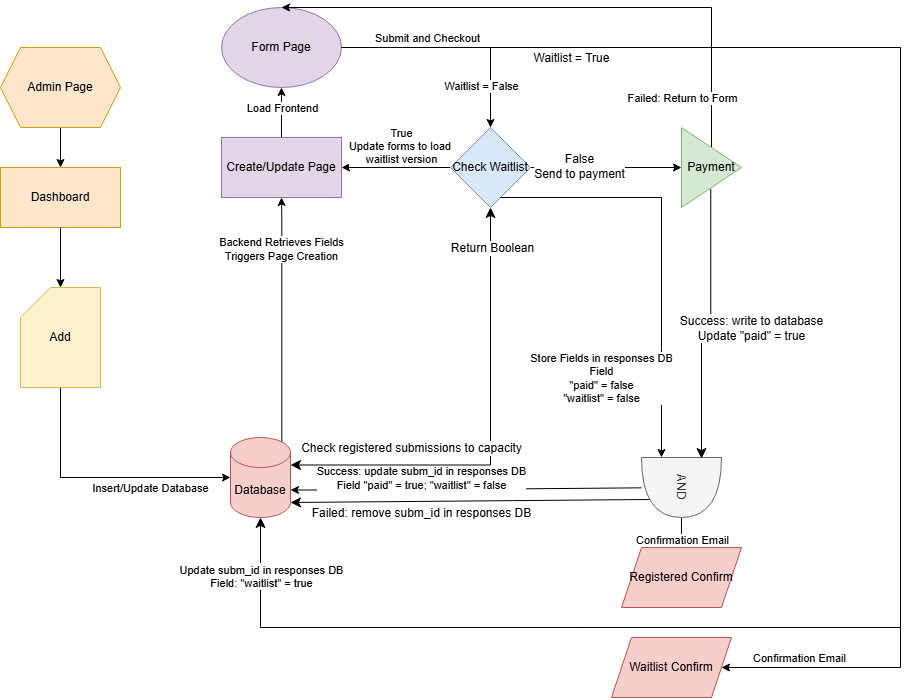 Form Page
Submit and Checkout
Waitlist = True
Admin Page
Waitlist = False
Failed: Return to Form
Load Frontend
True
Update forms to load
waitlist version
Create/Update Page
Check Waitlist
False
Send to payment
Payment
Dashboard
Backend Retrieves Fields
Triggers Page Creation
Return Boolean
Add
Success: write to database
Update "paid" = true
Store Fields in responses DB
Field
"paid" = false
"waitlist" = false
Check registered submissions to capacity
Success: update subm_id in responses DB
Field "paid" = true; "waitlist" = false
Database
Insert/Update Database
AND
Failed: remove subm_id in responses DB
Confirmation Email
Registered Confirm
Update subm_id in responses DB
Field: "waitlist" = true
Waitlist Confirm
Confirmation Email